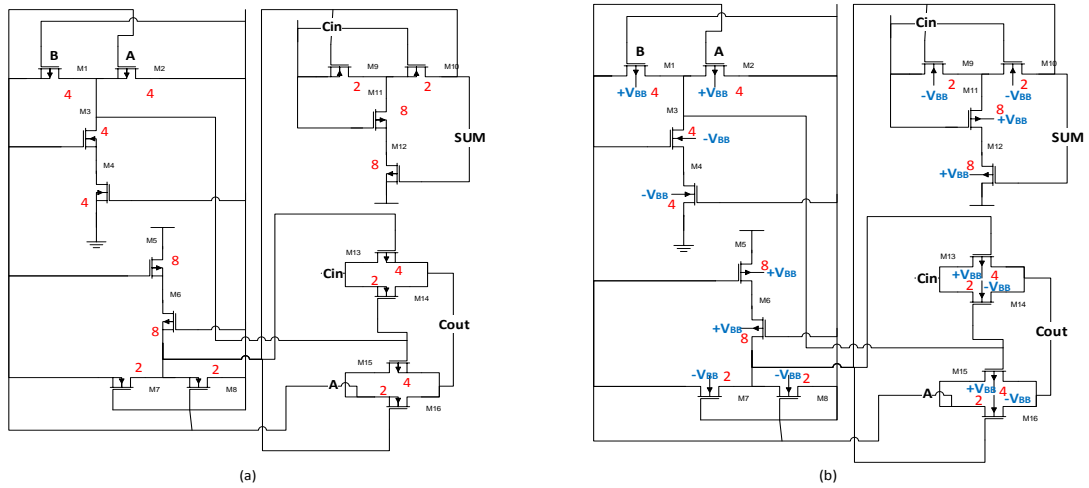 Cin
B
A
M1
M2
M9
M10
4
4
2
2
M3
M11
4
8
M4
M12
SUM
4
8
M5
8
M13
M6
Cin
4
2
M14
8
Cout
M15
2
2
4
M7
M8
A
2
M16
(a)
Cin
B
A
M1
M2
M9
M10
+VBB
4
+VBB
4
-VBB
2
-VBB
2
M3
M11
4
-VBB
8
+VBB
M4
M12
SUM
-VBB
4
+VBB
8
M5
8
+VBB
M13
M6
Cin
+VBB
4
2
-VBB
M14
+VBB
8
Cout
M15
-VBB
2
-VBB
2
+VBB
4
M7
M8
A
2
-VBB
M16
(b)